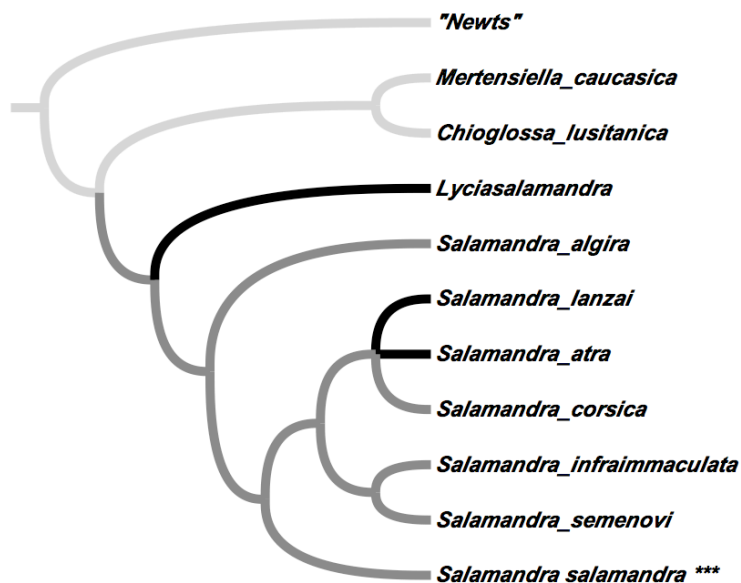 "Newts"
Mertensiella_caucasica
Chioglossa_lusitanica
Lyciasalamandra
Salamandra_algira
Salamandra_lanzai
Salamandra_atra
Salamandra_corsica
Salamandra_infraimmaculata
Salamandra_semenovi
Salamandra salamandra ***